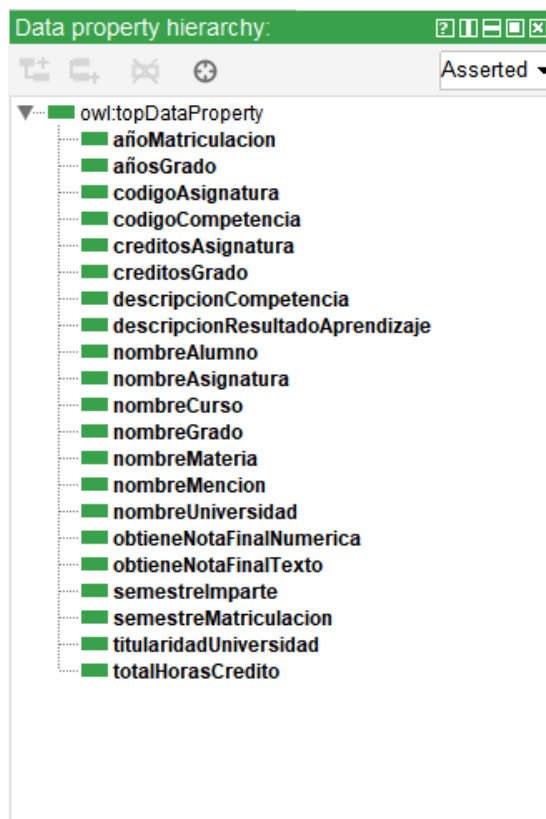 Data property hierarchy:
Asserted
owl:topDataProperty
añoMatriculacion
añosGrado
codigoAsignatura
codigoCompetencia
creditosAsignatura
creditosGrado
descripcionCompetencia
descripcionResultadoAprendizaje
nombreAlumno
nombreAsignatura
nombreCurso
nombreGrado
nombreMateria
nombreMencion
nombreUniversidad
obtieneNotaFinalNumerica
obtieneNotaFinalTexto
semestreImparte
semestreMatriculacion
titularidadUniversidad
totalHorasCredito